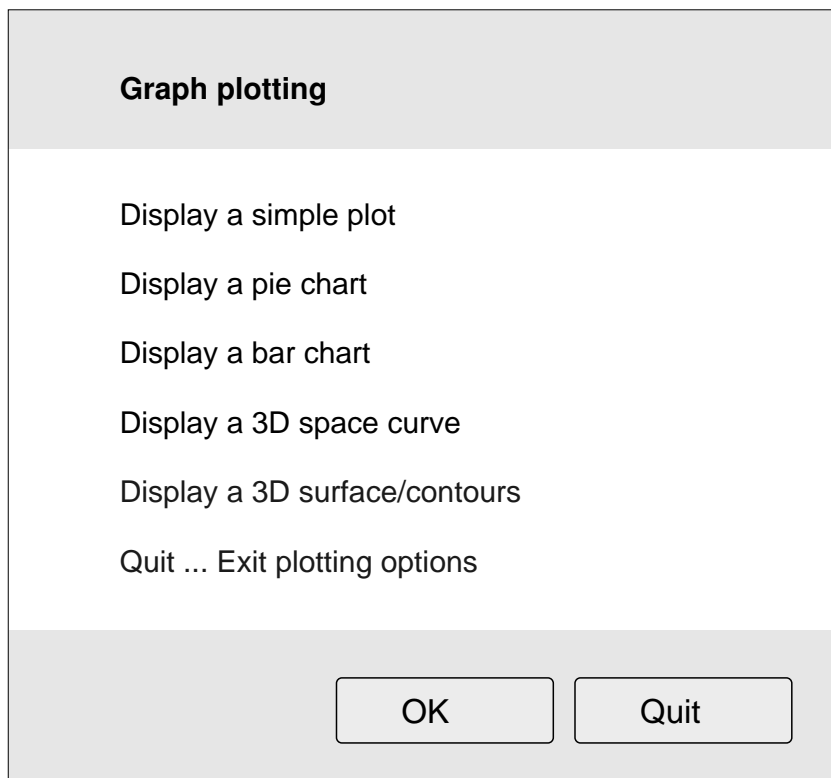 Graph plotting
Display a simple plot
Display a pie chart
Display a bar chart
Display a 3D space curve
Display a 3D surface/contours
Quit ... Exit plotting options
OK
Quit